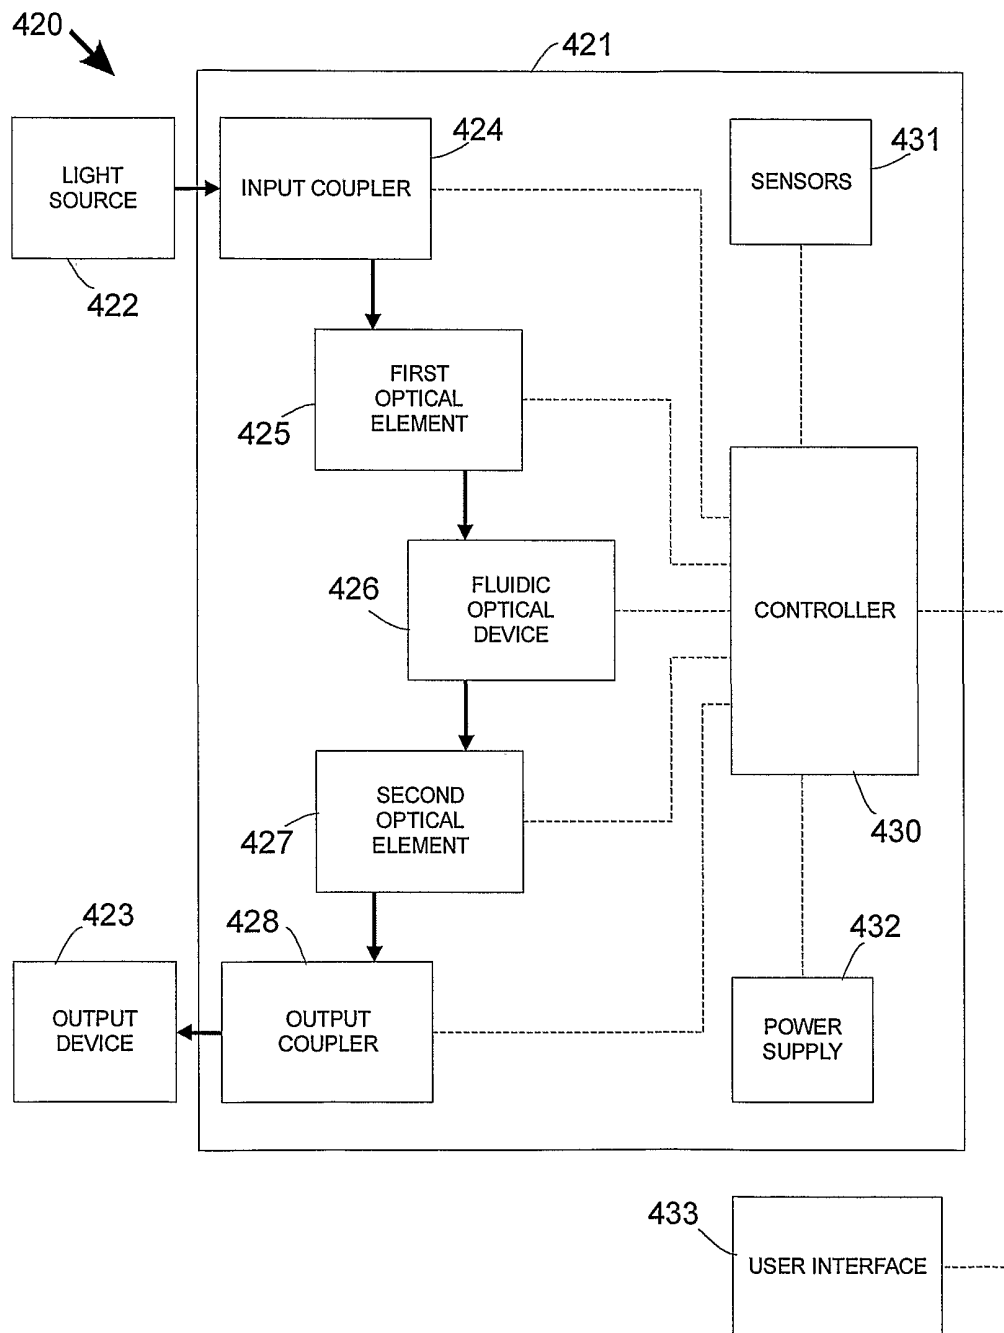 420
421
424
431
LIGHT
SOURCE
INPUT COUPLER
SENSORS
422
FIRST
OPTICAL
ELEMENT
425
426
FLUIDIC
OPTICAL
DEVICE
CONTROLLER
SECOND
OPTICAL
ELEMENT
427
430
423
428
432
OUTPUT
DEVICE
OUTPUT
COUPLER
POWER
SUPPLY
433
USER INTERFACE